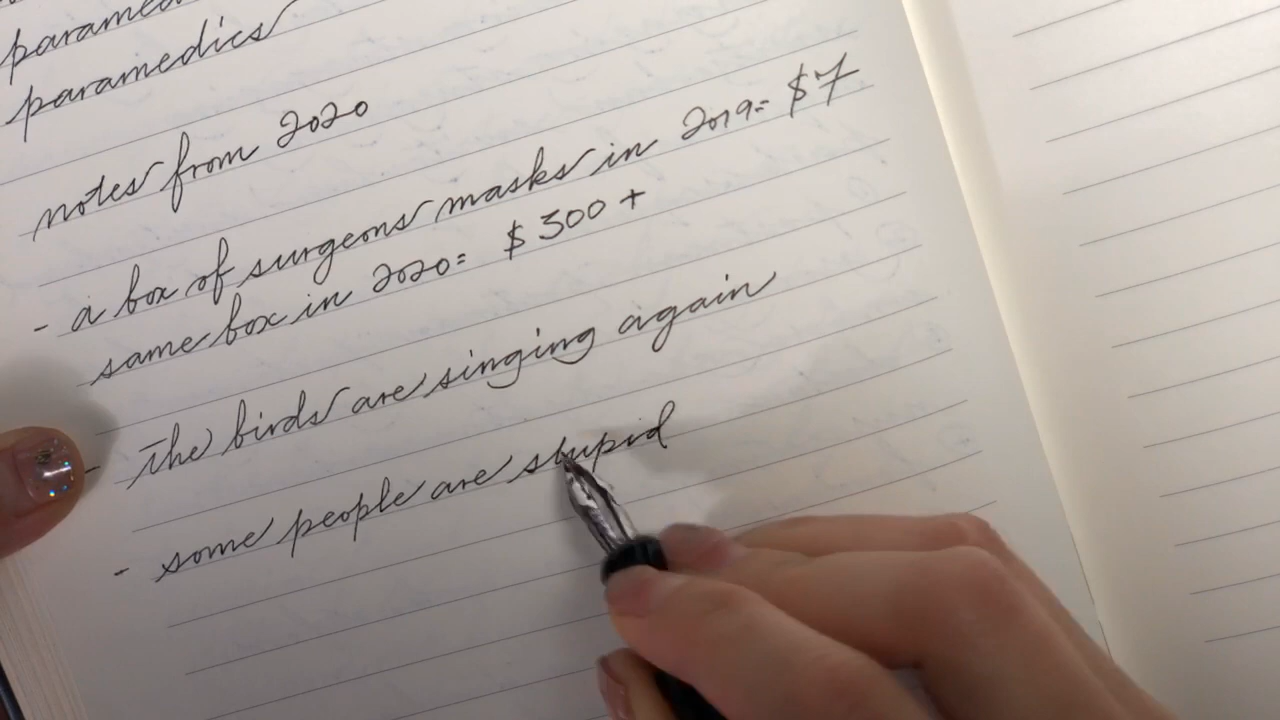 paramedics
notes from 2020
- a box of surgeons masks in 2019= $7
same box in 2020= $300+
- the birds are singing again
- some people are stupid